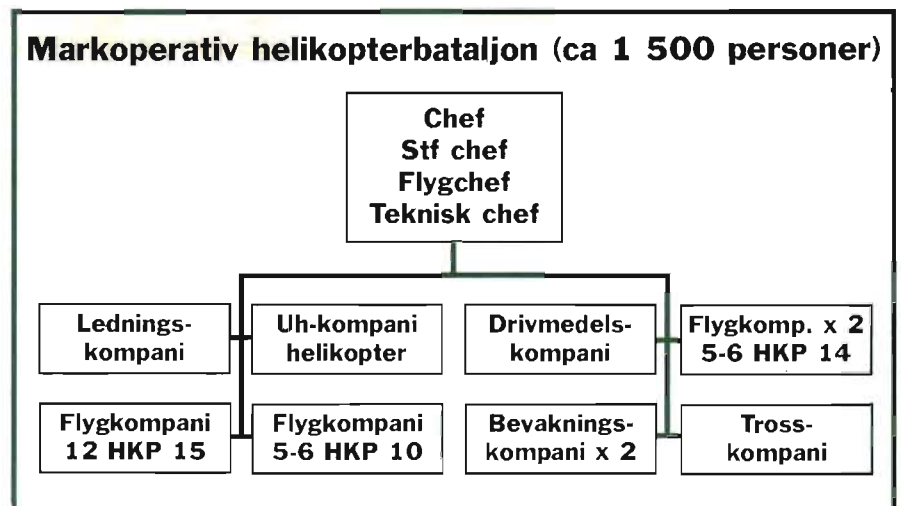 Markoperativ helikopterbataljon (ca 1 500 personer)
Chef
Stf chef
Flygchef
Teknisk chef
Lednings-
kompani
Uh-kompani
helikopter
Drivmedels-
kompani
Flygkomp. x 2
5-6 HKP 14
Flygkompani
12 HKP 15
Flygkompani
5-6 HKP 10
Bevaknings-
kompani x 2
Tross-
kompani